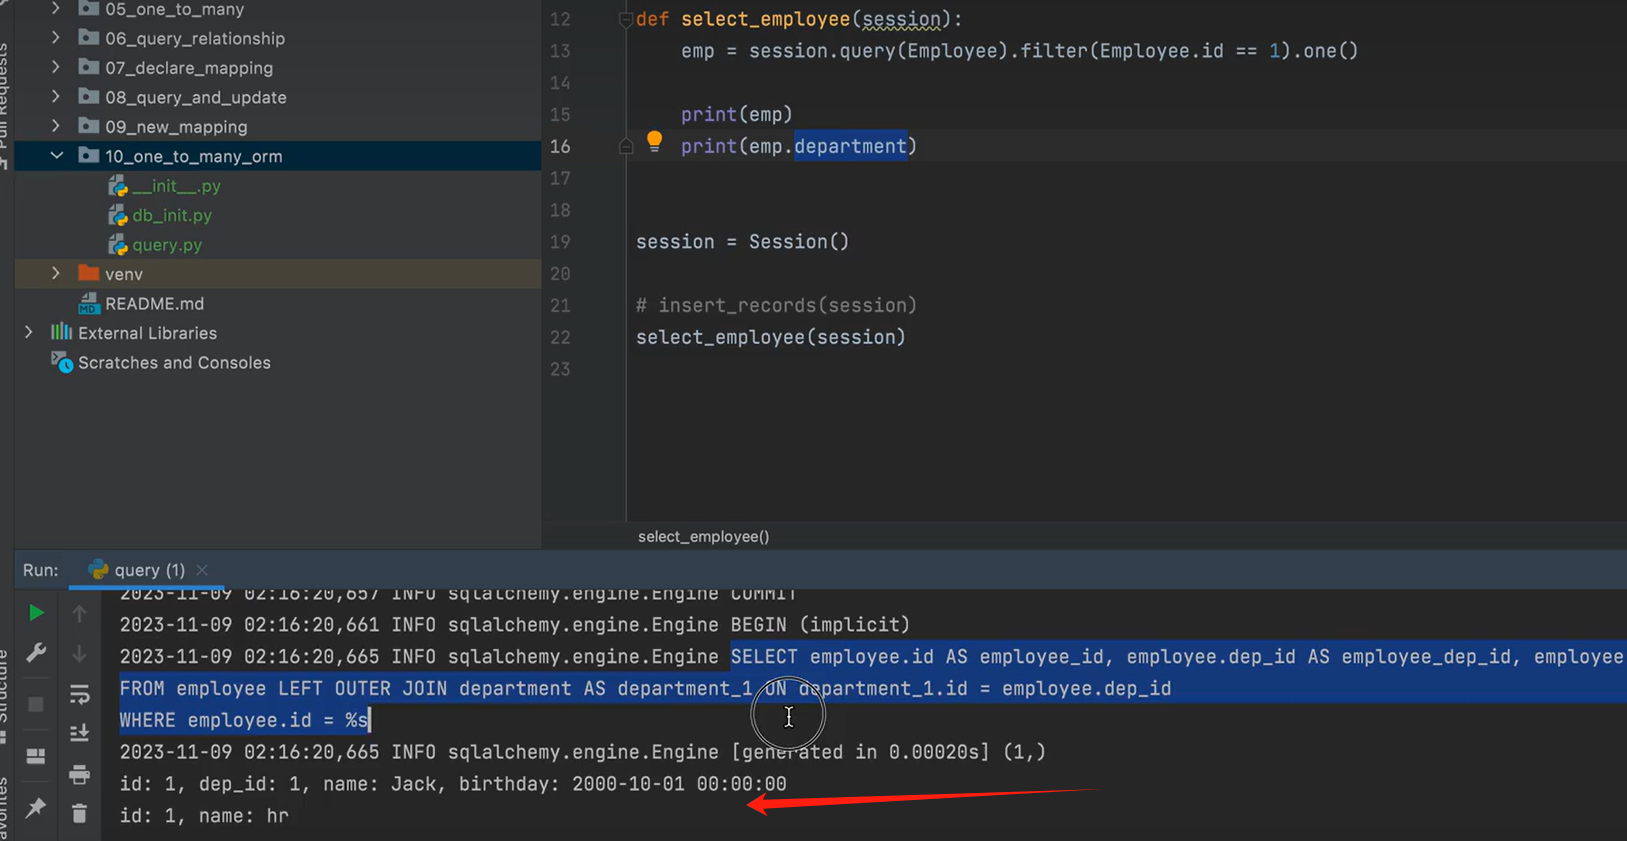 05_one_to_many
06_query_relationship
07_declare_mapping
08_query_and_update
09_new_mapping
10_one_to_many_orm
__init__.py
db_init.py
query.py
venv
README.md
External Libraries
Scratches and Consoles
Pull Requests
12 def select_employee(session):
13 emp = session.query(Employee).filter(Employee.id == 1).one()
14
15 print(emp)
16 print(emp.department)
17
18
19 session = Session()
20
21 # insert_records(session)
22 select_employee(session)
23
select_employee()
Run: query (1)
2023-11-09 02:16:20,657 INFO sqlalchemy.engine.Engine COMMIT
2023-11-09 02:16:20,661 INFO sqlalchemy.engine.Engine BEGIN (implicit)
2023-11-09 02:16:20,665 INFO sqlalchemy.engine.Engine SELECT employee.id AS employee_id, employee.dep_id AS employee_dep_id, employee
FROM employee LEFT OUTER JOIN department AS department_1 ON department_1.id = employee.dep_id
WHERE employee.id = %s
2023-11-09 02:16:20,665 INFO sqlalchemy.engine.Engine [generated in 0.00020s] (1,)
id: 1, dep_id: 1, name: Jack, birthday: 2000-10-01 00:00:00
id: 1, name: hr
Structure